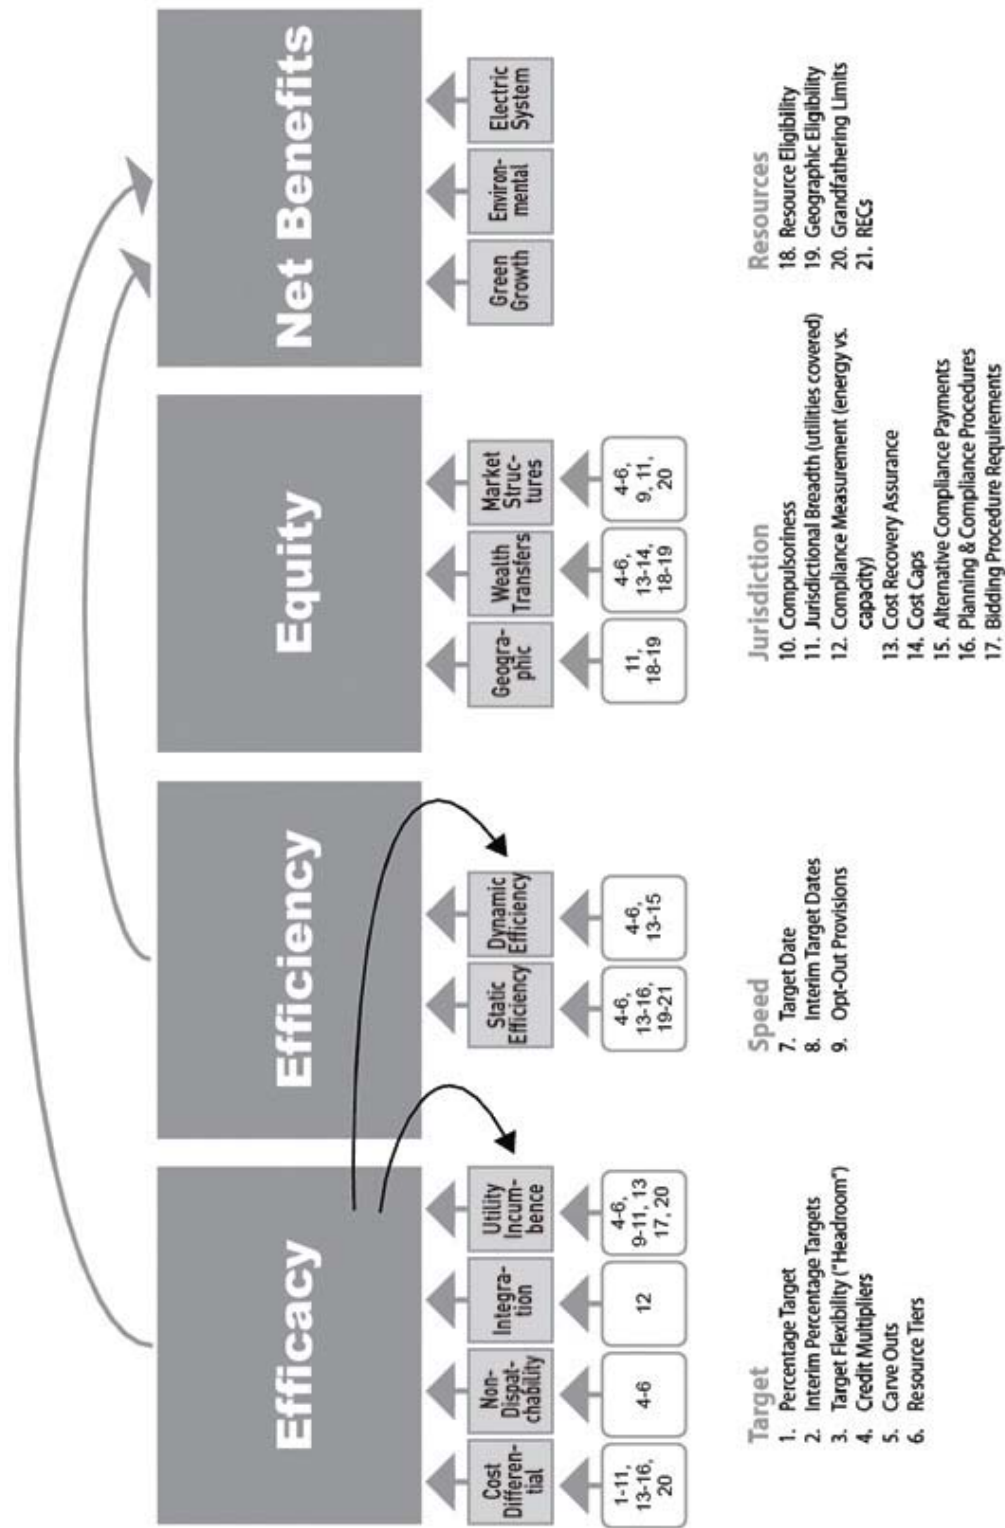 Efficacy
Efficiency
Equity
Net Benefits
Cost
Differen-
tial
Non-
Dispat-
chability
Integra-
tion
Utility
Incum-
bence
Static
Efficiency
Dynamic
Efficiency
Geogra-
phic
Wealth
Transfers
Market
Struc-
tures
Green
Growth
Environ-
mental
Electric
System
1-11,
13-16,
20
4-6
12
4-6,
9-11, 13
17, 20
4-6,
13-16,
19-21
4-6,
13-15
11,
18-19
4-6,
13-14,
18-19
4-6,
9, 11,
20
Target
1. Percentage Target
2. Interim Percentage Targets
3. Target Flexibility ("Headroom")
4. Credit Multipliers
5. Carve Outs
6. Resource Tiers
Speed
7. Target Date
8. Interim Target Dates
9. Opt-Out Provisions
Jurisdiction
10. Compulsoriness
11. Jurisdictional Breadth (utilities covered)
12. Compliance Measurement (energy vs.
capacity)
13. Cost Recovery Assurance
14. Cost Caps
15. Alternative Compliance Payments
16. Planning & Compliance Procedures
17. Bidding Procedure Requirements
Resources
18. Resource Eligibility
19. Geographic Eligibility
20. Grandfathering Limits
21. RECs